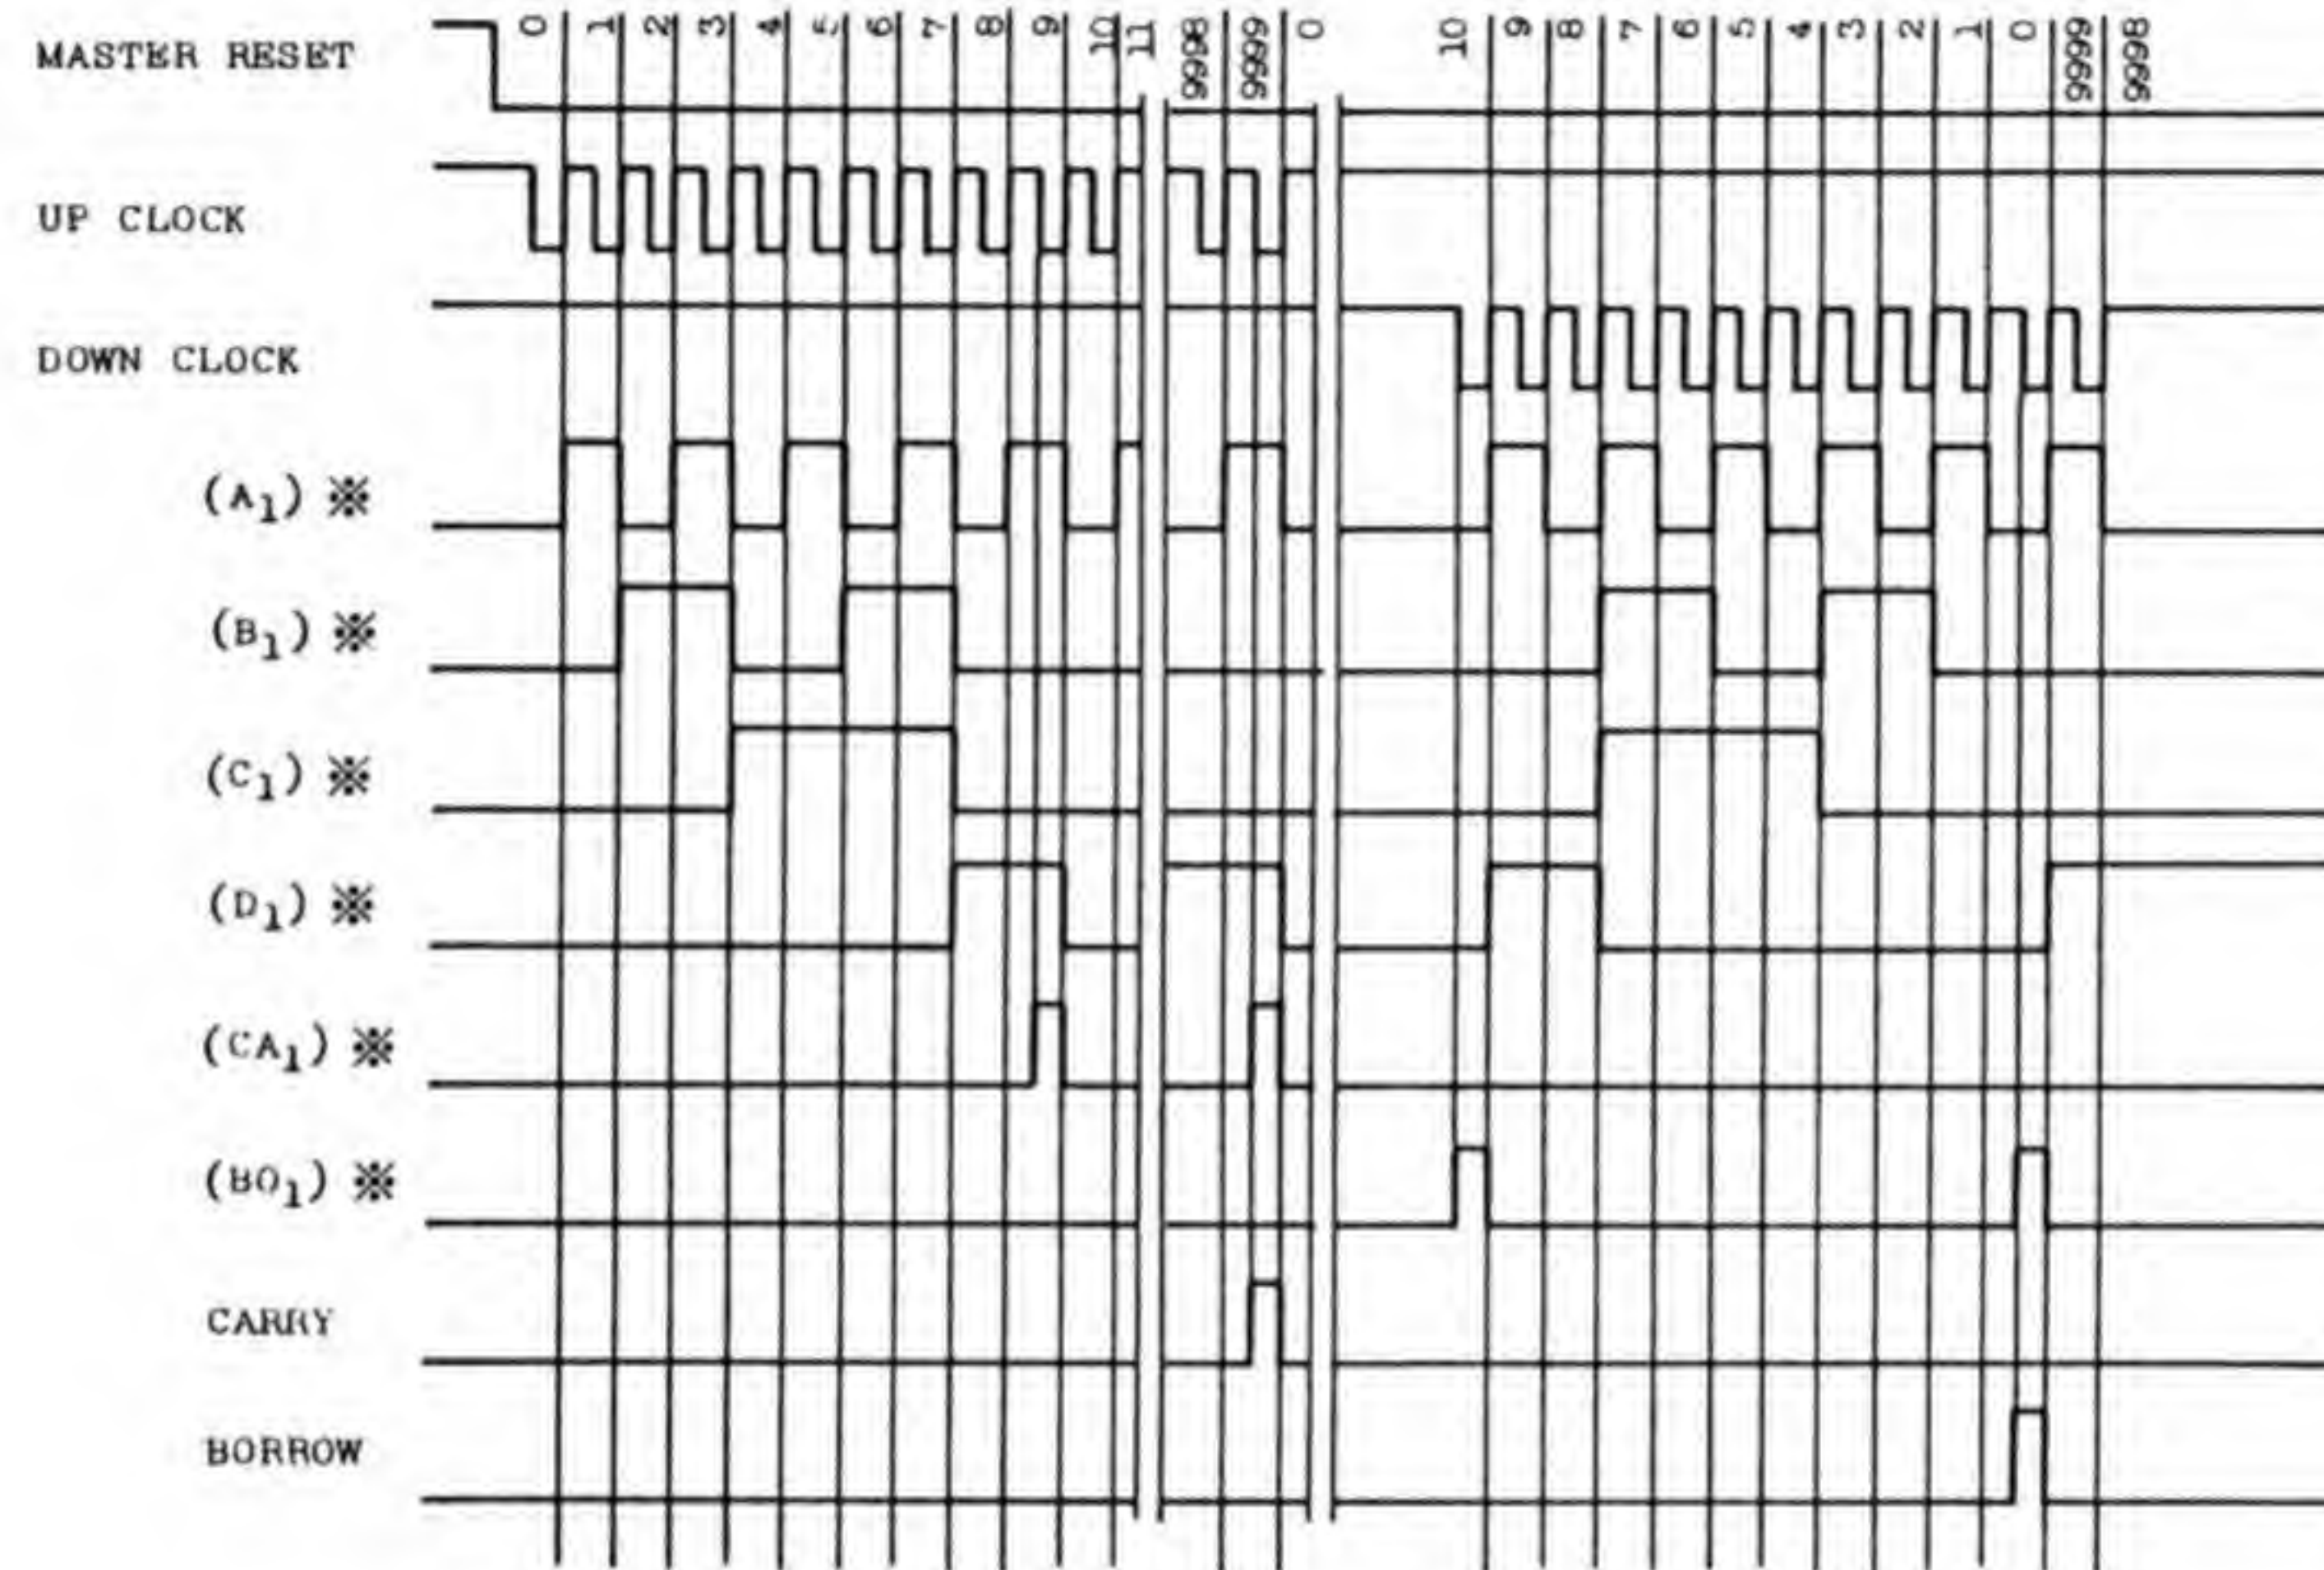 MASTER RESET 0 1 2 3 4 5 6 7 8 9 10 11 9998 9999 0 10 9 8 7 6 5 4 3 2 1 0 9999 9998
UP CLOCK
DOWN CLOCK
(A1) ※
(B1) ※
(C1) ※
(D1) ※
(CA1) ※
(BO1) ※
CARRY
BORROW